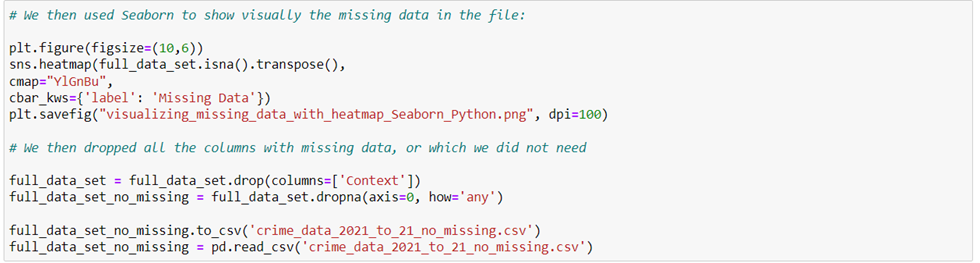 # We then used Seaborn to show visually the missing data in the file:
plt.figure(figsize=(10,6))
sns.heatmap(full_data_set.isna().transpose(),
cmap="YlGnBu",
cbar_kws={'label': 'Missing Data'})
plt.savefig("visualizing_missing_data_with_heatmap_Seaborn_Python.png", dpi=100)
# We then dropped all the columns with missing data, or which we did not need
full_data_set = full_data_set.drop(columns=['Context'])
full_data_set_no_missing = full_data_set.dropna(axis=0, how='any')
full_data_set_no_missing.to_csv('crime_data_2021_to_21_no_missing.csv')
full_data_set_no_missing = pd.read_csv('crime_data_2021_to_21_no_missing.csv')